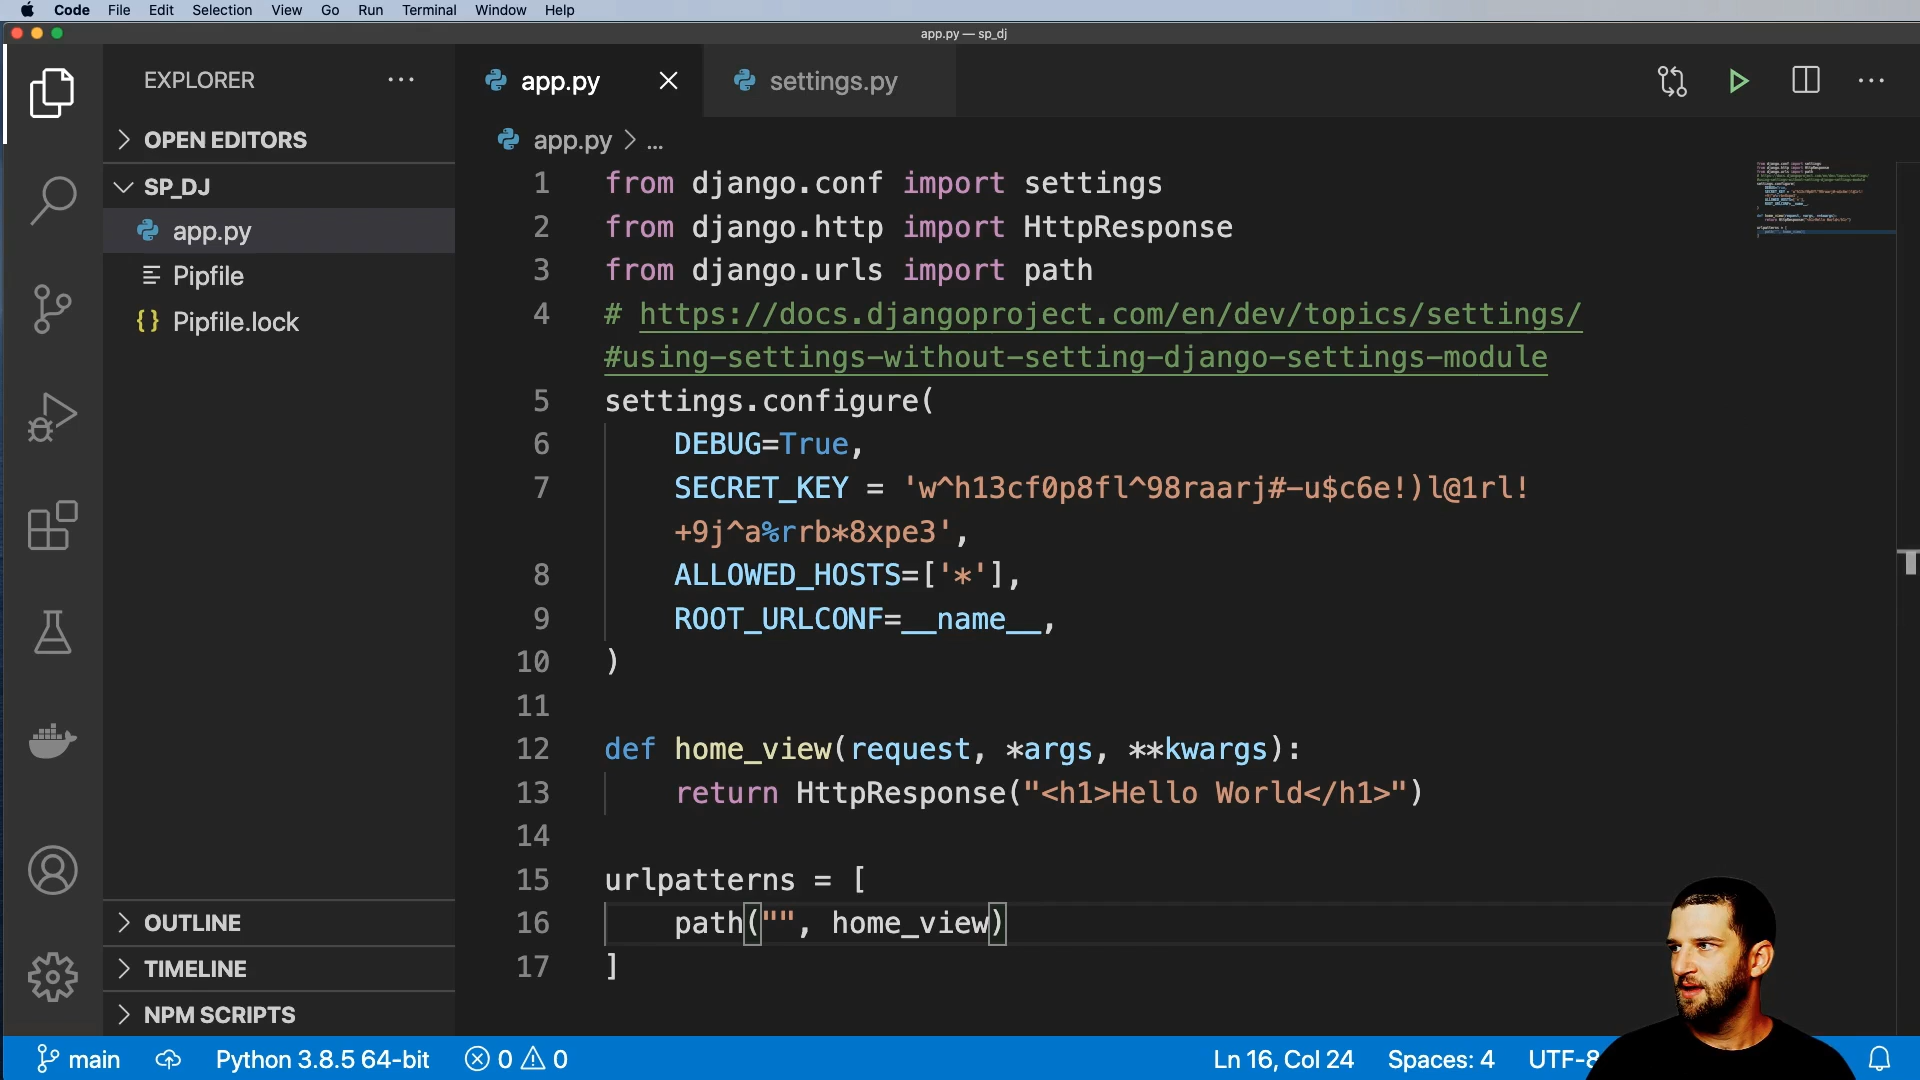 Code File Edit Selection View Go Run Terminal Window Help
app.py — sp_dj
EXPLORER
OPEN EDITORS
SP_DJ
app.py
Pipfile
{} Pipfile.lock
OUTLINE
TIMELINE
NPM SCRIPTS
app.py settings.py
app.py > ...
1 from django.conf import settings
2 from django.http import HttpResponse
3 from django.urls import path
4 # https://docs.djangoproject.com/en/dev/topics/settings/
#using-settings-without-setting-django-settings-module
5 settings.configure(
6 DEBUG=True,
7 SECRET_KEY = 'w^h13cf0p8fl^98raarj#-u$c6e!)l@1rl!
+9j^a%rrb*8xpe3',
8 ALLOWED_HOSTS=['*'],
9 ROOT_URLCONF=__name__,
10 )
11
12 def home_view(request, *args, **kwargs):
13 return HttpResponse("<h1>Hello World</h1>")
14
15 urlpatterns = [
16 path("", home_view)
17 ]
main Python 3.8.5 64-bit 0 0 Ln 16, Col 24 Spaces: 4 UTF-8